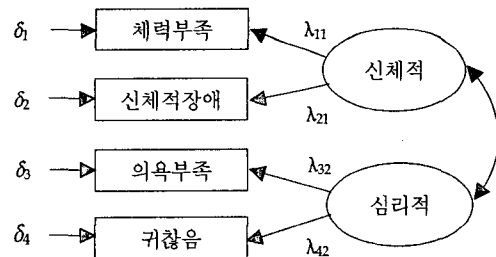 δ₁ 체력부족 λ₁₁
신체적
δ₂ 신체적장애 λ₂₁
δ₃ 의욕부족 λ₃₂
심리적
δ₄ 귀찮음 λ₄₂